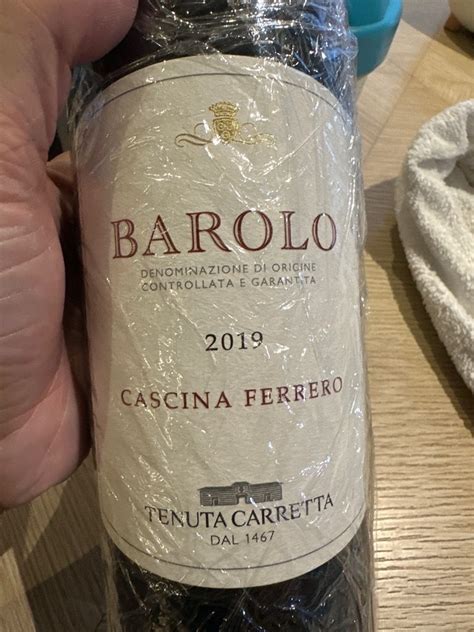 BAROLO
DENOMINAZIONE DI ORIGINE
CONTROLLATA E GARANTITA
2019
CASCINA FERRERO
TENUTA CARRETTA
DAL 1467